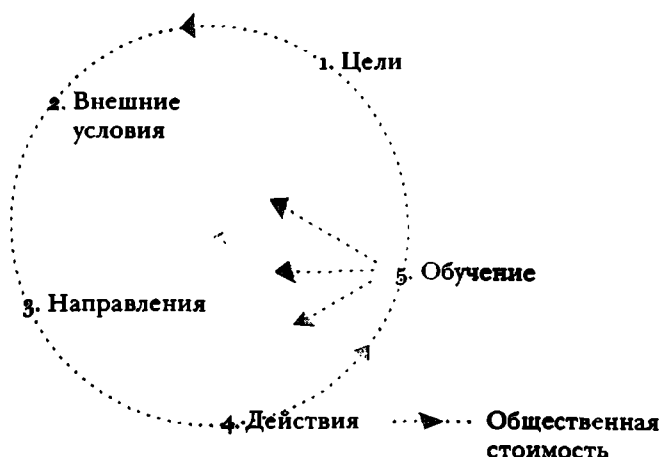 1. Цели
2. Внешние
условия
5. Обучение
3. Направления
4. Действия
Общественная
стоимость